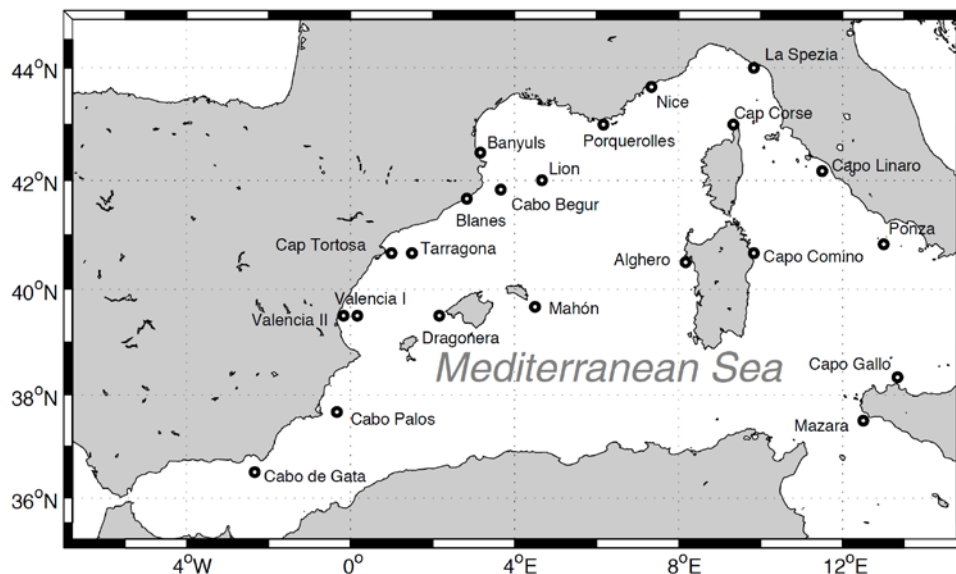 44°N
42°N
40°N
38°N
36°N
La Spezia
Nice
Cap Corse
Porquerolles
Banyuls
Lion
Capo Linaro
Cabo Begur
Blanes
Ponza
Cap Tortosa
Tarragona
Alghero
Capo Comino
Valencia I
Valencia II
Mahón
Dragonera
Mediterranean Sea
Capo Gallo
Cabo Palos
Mazara
Cabo de Gata
4°W
0°
4°E
8°E
12°E